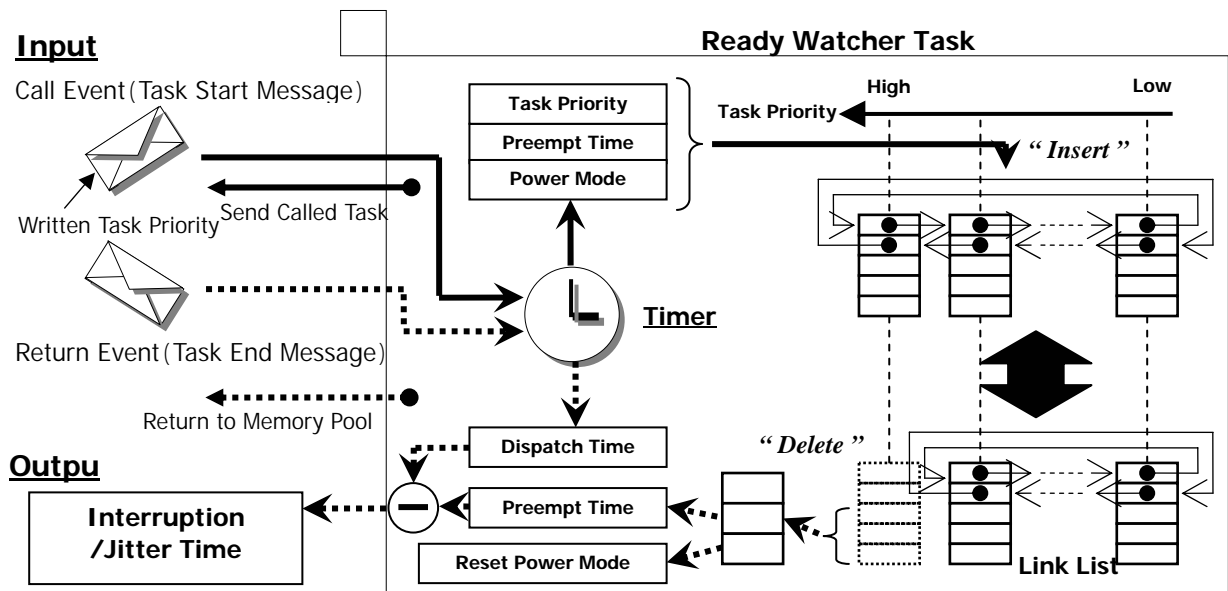 Input
Ready Watcher Task
Call Event(Task Start Message)
Written Task Priority
Send Called Task
Task Priority
Preempt Time
Power Mode
Task Priority
High
Low
“ Insert ”
Timer
Return Event(Task End Message)
Return to Memory Pool
Outpu
Interruption
/Jitter Time
Dispatch Time
Preempt Time
Reset Power Mode
“ Delete ”
Link List